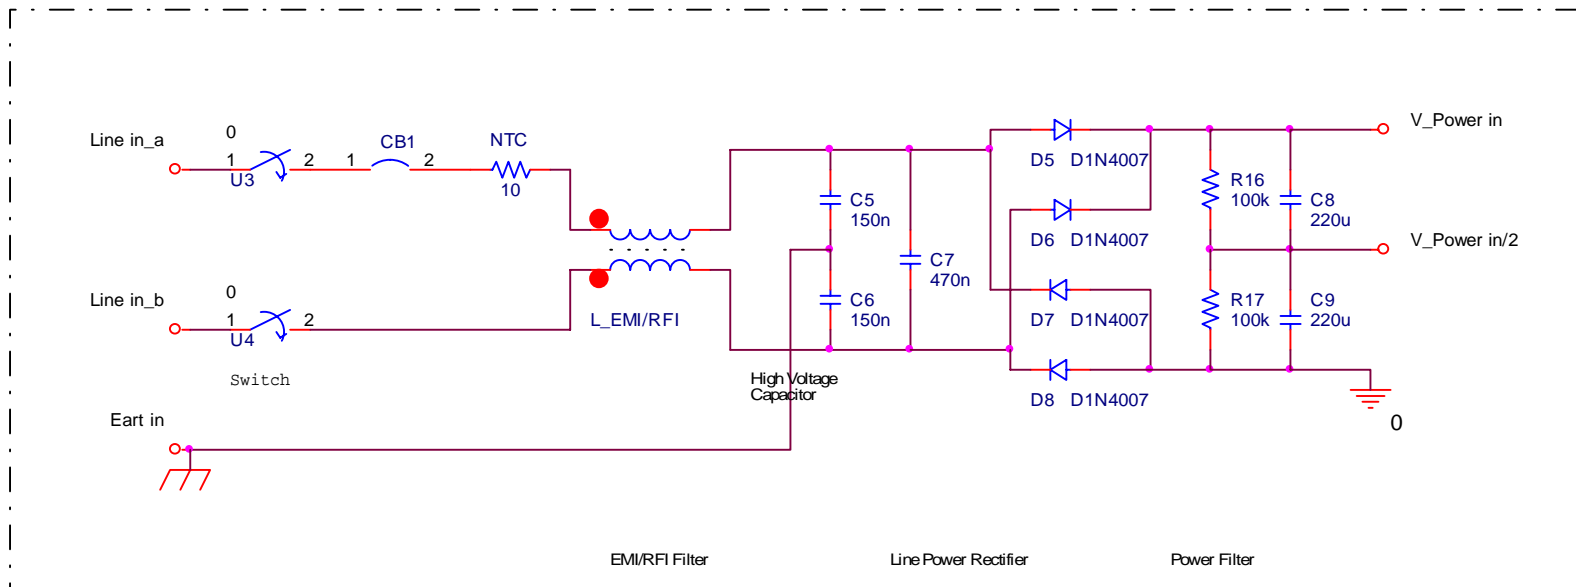 Line in_a
0
1
2
U3
1
CB1
2
NTC
10
Line in_b
0
1
2
U4
Switch
Eart in
L_EMI/RFI
C5
150n
C6
150n
C7
470n
High Voltage
Capacitor
D5 D1N4007
D6 D1N4007
D7 D1N4007
D8 D1N4007
R16
100k
C8
220u
R17
100k
C9
220u
V_Power in
V_Power in/2
0
EMI/RFI Filter
Line Power Rectifier
Power Filter